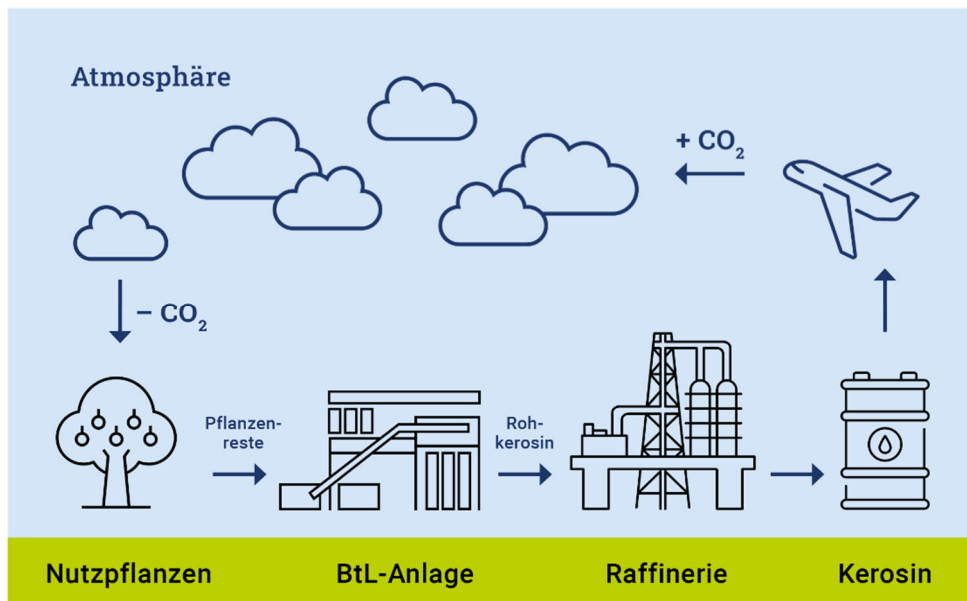 Atmosphäre
+ CO₂
– CO₂
Pflanzen-
reste
Roh-
kerosin
Nutzpflanzen
BtL-Anlage
Raffinerie
Kerosin